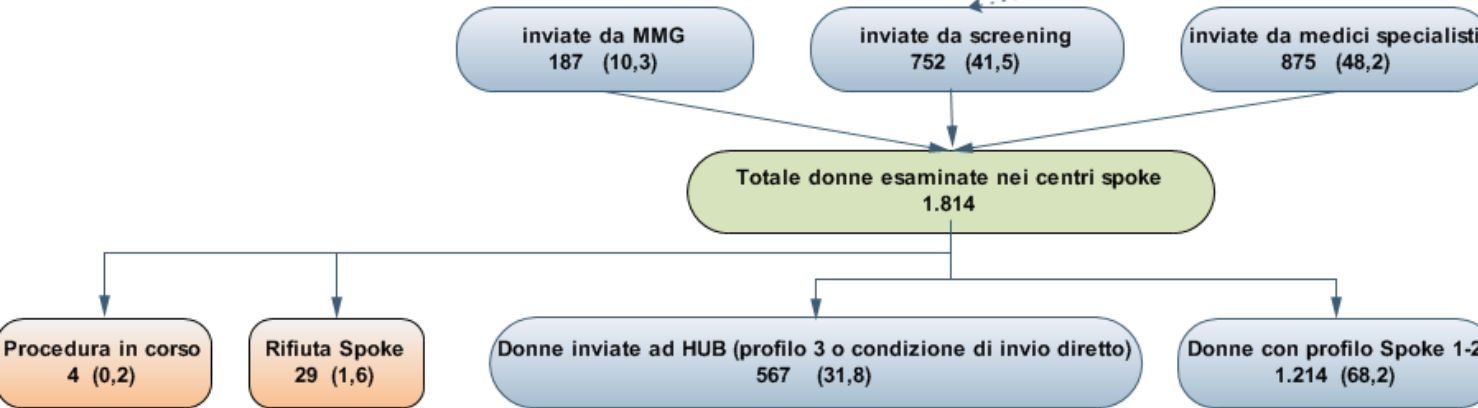 inviate da MMG
187 (10,3)
inviate da screening
752 (41,5)
inviate da medici specialisti
875 (48,2)
Totale donne esaminate nei centri spoke
1.814
Procedura in corso
4 (0,2)
Rifiuta Spoke
29 (1,6)
Donne inviate ad HUB (profilo 3 o condizione di invio diretto)
567 (31,8)
Donne con profilo Spoke 1-2
1.214 (68,2)